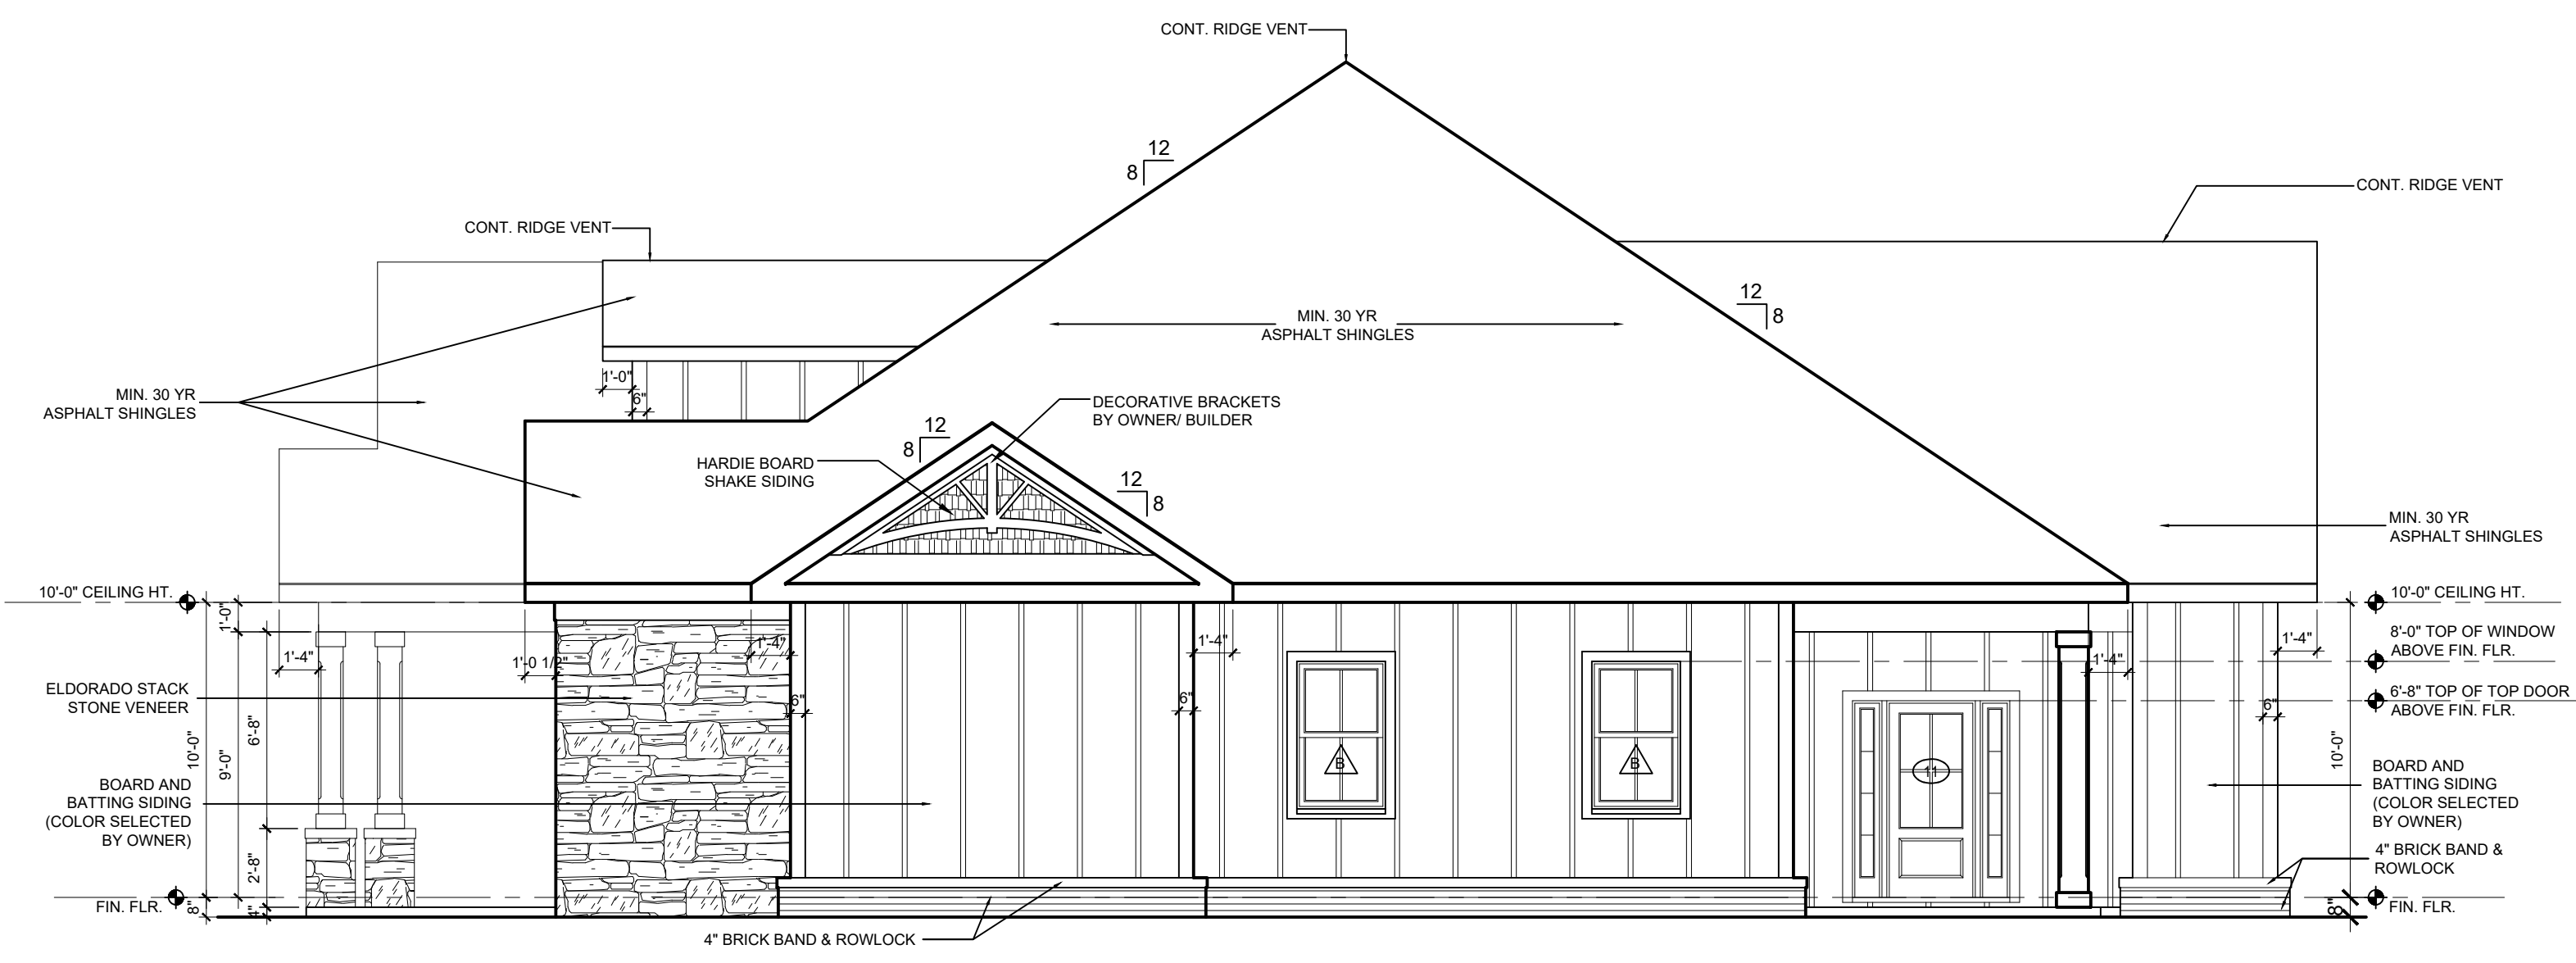 CONT. RIDGE VENT
12
8
CONT. RIDGE VENT
CONT. RIDGE VENT
12
8
MIN. 30 YR
ASPHALT SHINGLES
1'-0"
6"
MIN. 30 YR
ASPHALT SHINGLES
DECORATIVE BRACKETS
BY OWNER/ BUILDER
12
8
HARDIE BOARD
SHAKE SIDING
12
8
MIN. 30 YR
ASPHALT SHINGLES
10'-0" CEILING HT.
10'-0" CEILING HT.
1'-0"
8'-0" TOP OF WINDOW
ABOVE FIN. FLR.
1'-4"
1'-0 1/2"
1'-4"
1'-4"
1'-4"
1'-4"
ELDORADO STACK
STONE VENEER
6"
6"
6"
6'-8" TOP OF TOP DOOR
ABOVE FIN. FLR.
10'-0"
9'-0"
6'-8"
10'-0"
B
B
11
BOARD AND
BATTING SIDING
(COLOR SELECTED
BY OWNER)
BOARD AND
BATTING SIDING
(COLOR SELECTED
BY OWNER)
2'-8"
4" BRICK BAND &
ROWLOCK
FIN. FLR.
8"
4"
8"
FIN. FLR.
4" BRICK BAND & ROWLOCK